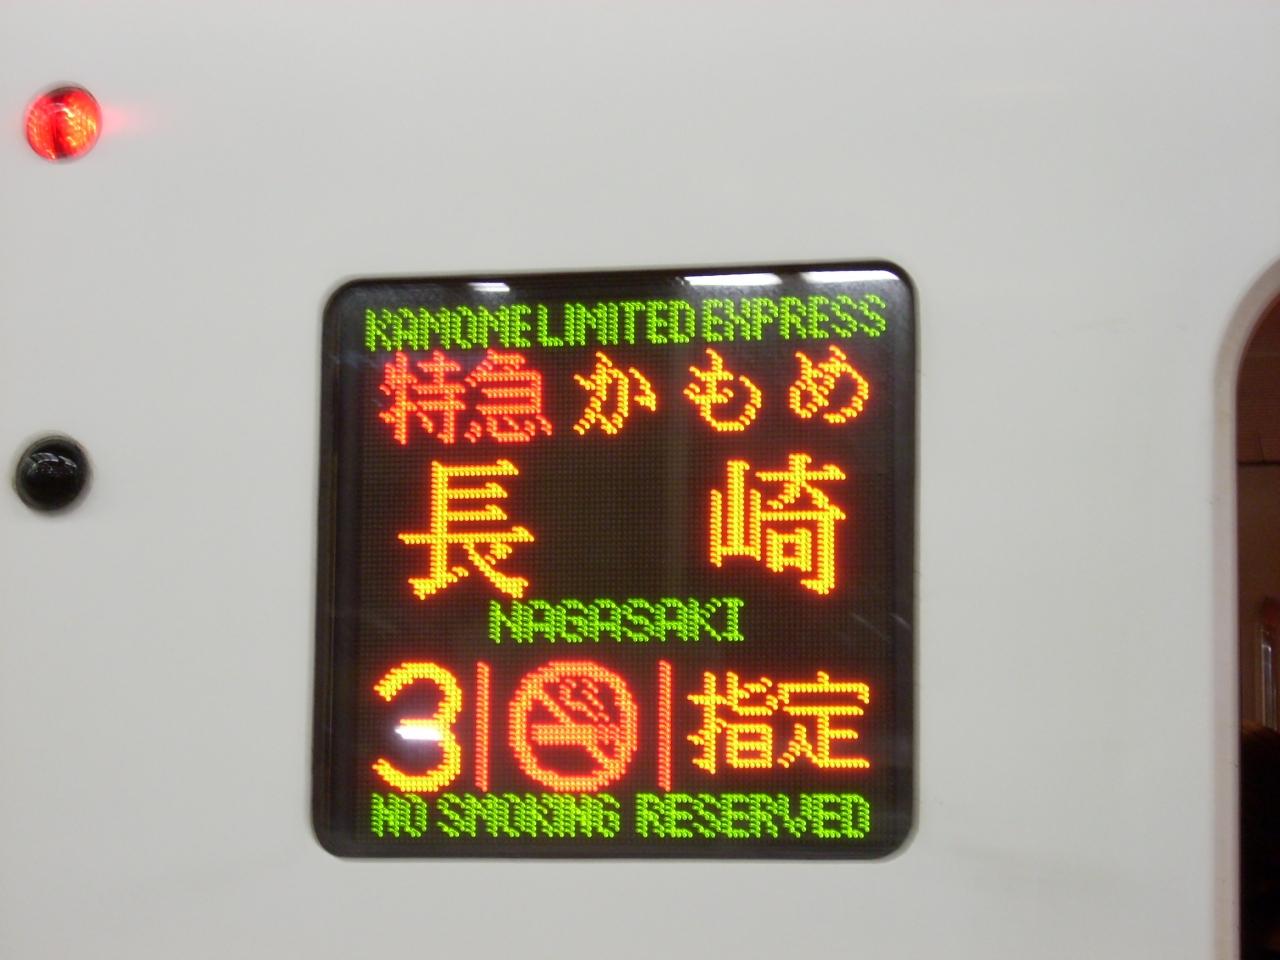 KAMOME LIMITED EXPRESS
特急 かもめ
長 崎
NAGASAKI
3 指定
NO SMOKING RESERVED